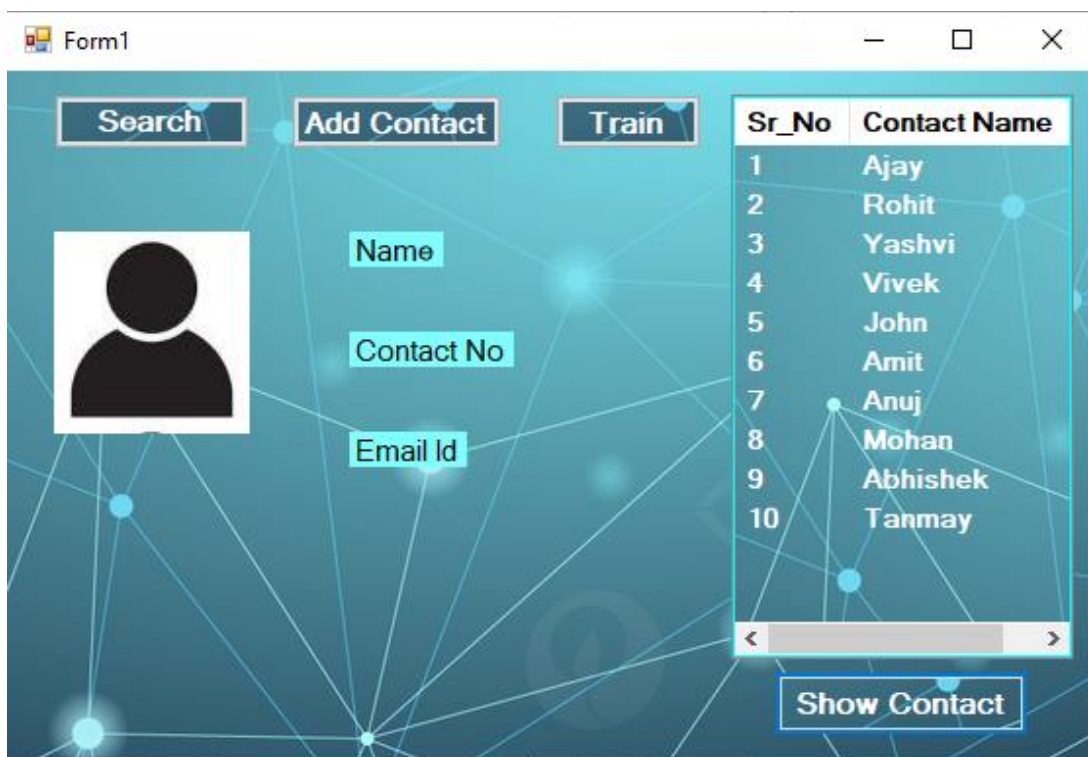 Form1
Search
Add Contact
Train
Name
Contact No
Email Id
Sr_No Contact Name
1 Ajay
2 Rohit
3 Yashvi
4 Vivek
5 John
6 Amit
7 Anuj
8 Mohan
9 Abhishek
10 Tanmay
Show Contact